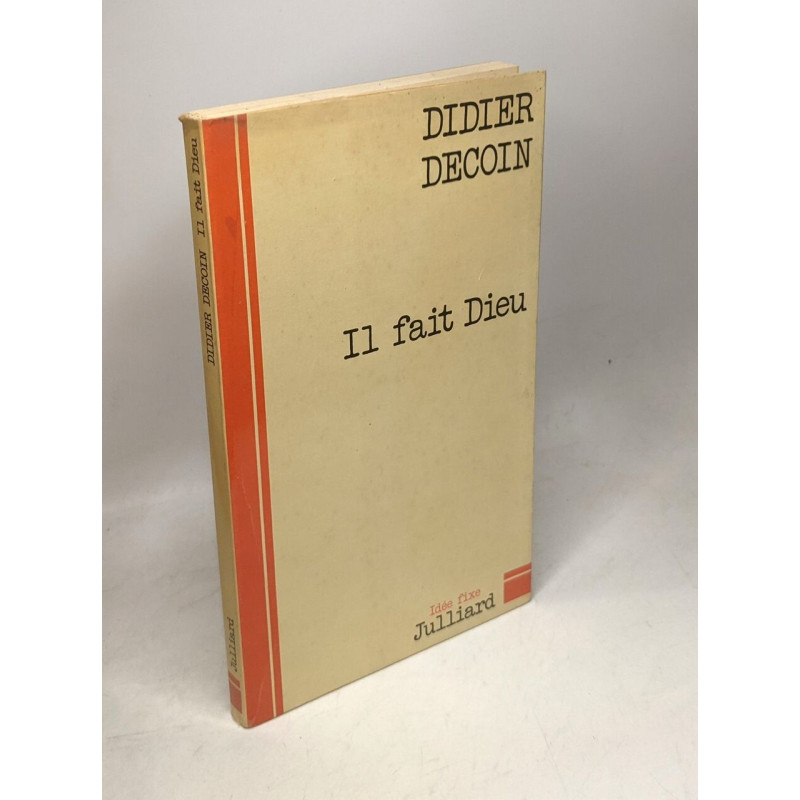 DIDIER
DECOIN
Il fait Dieu
Idée fixe
Julliard
DIDIER DECOIN Il fait Dieu
Julliard